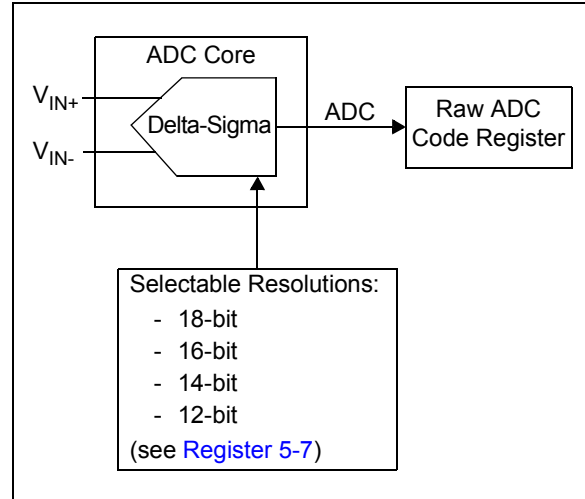 ADC Core
VIN+
VIN-
Delta-Sigma
ADC
Raw ADC
Code Register
Selectable Resolutions:
- 18-bit
- 16-bit
- 14-bit
- 12-bit
(see Register 5-7)